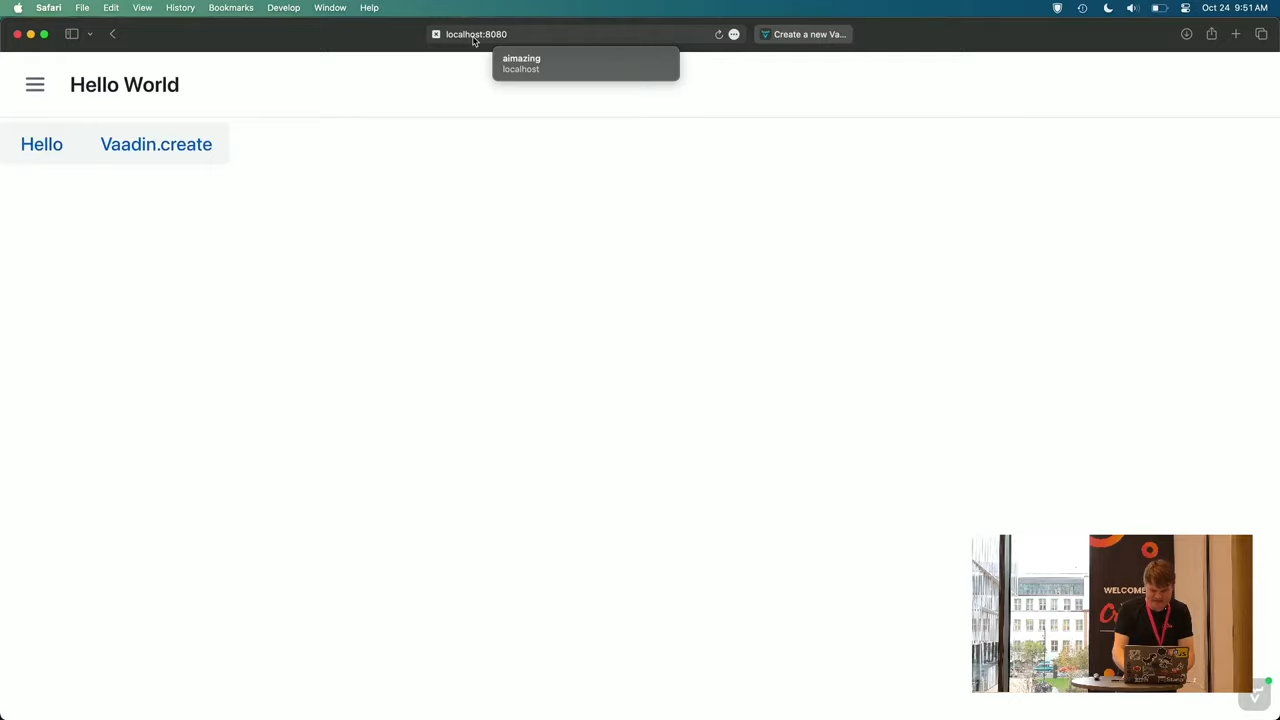 Safari File Edit View History Bookmarks Develop Window Help Oct 24 9:51 AM
localhost:8080
Create a new Va...
aimazing
localhost
Hello World
Hello Vaadin.create
WELCOME